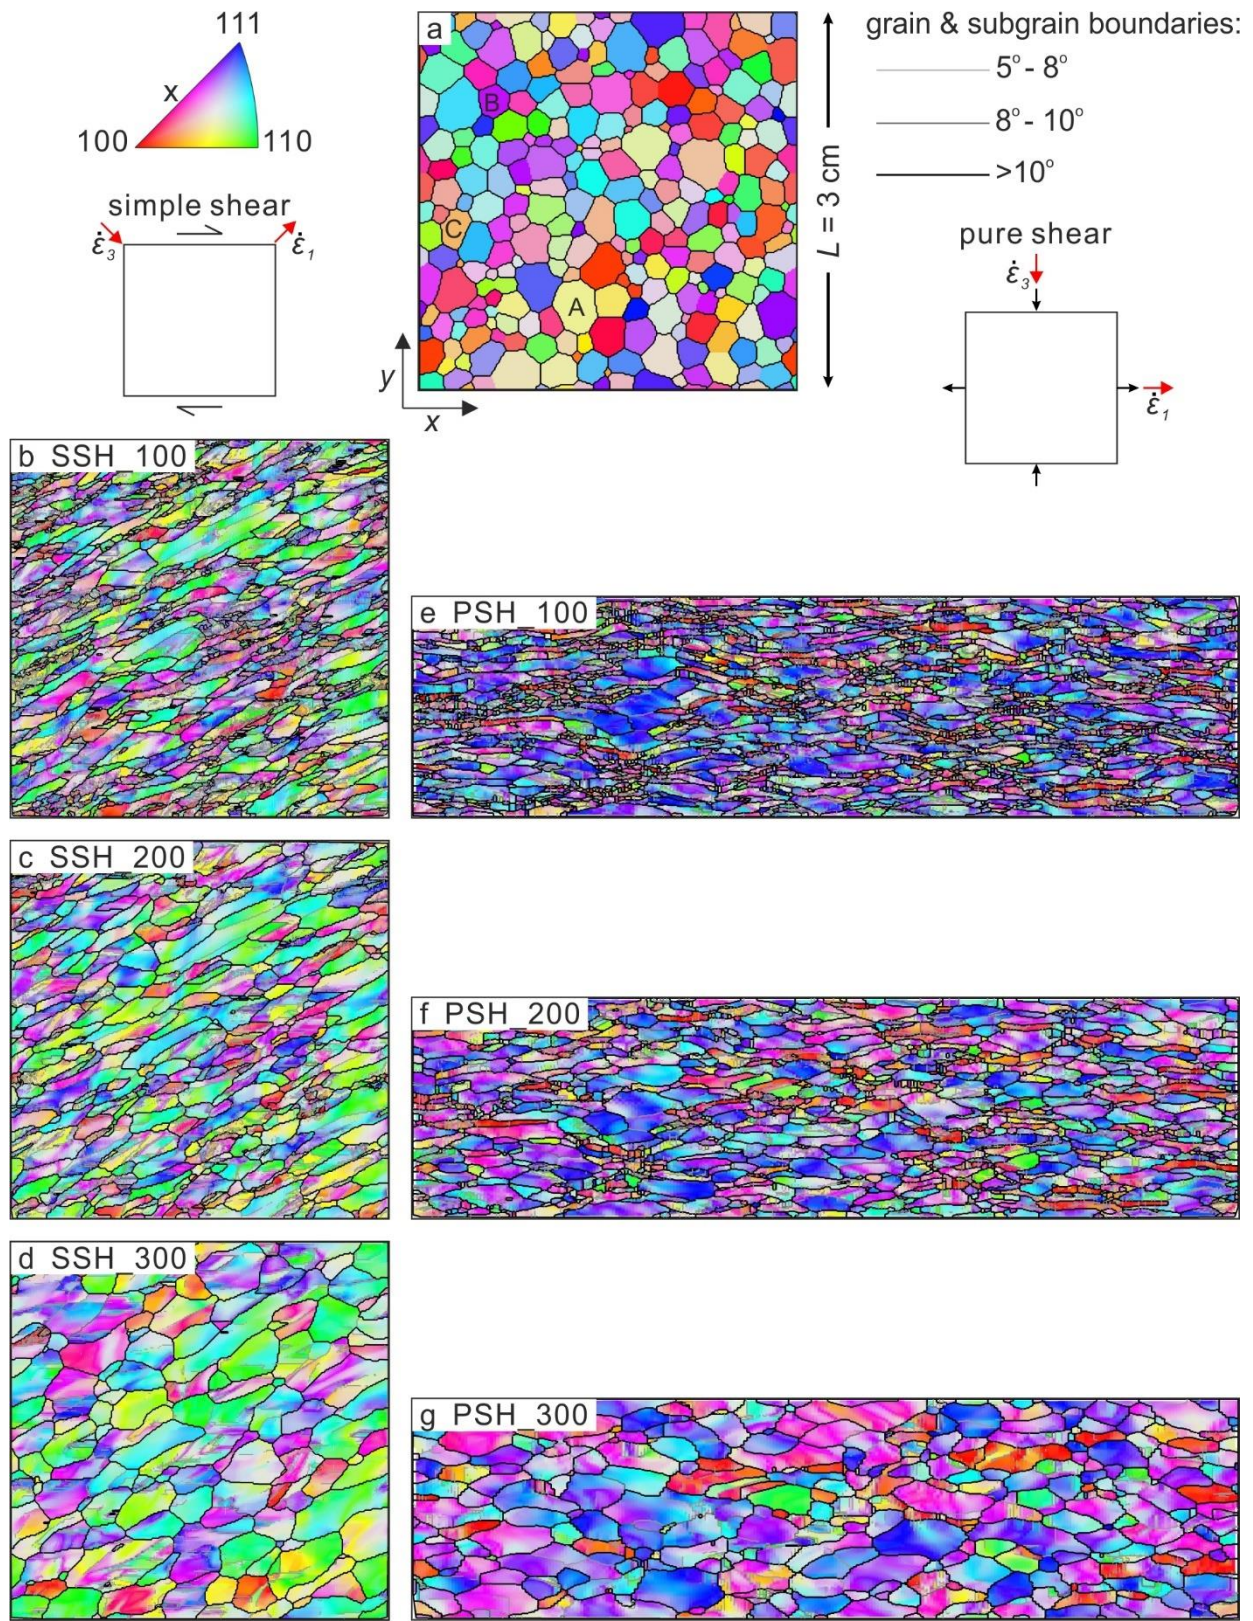 111
x
100
110
simple shear
ε̇3
ε̇1
a
B
C
A
L = 3 cm
y
x
grain & subgrain boundaries:
5° - 8°
8° - 10°
>10°
pure shear
ε̇3
ε̇1
b SSH_100
e PSH_100
c SSH_200
f PSH_200
d SSH_300
g PSH_300